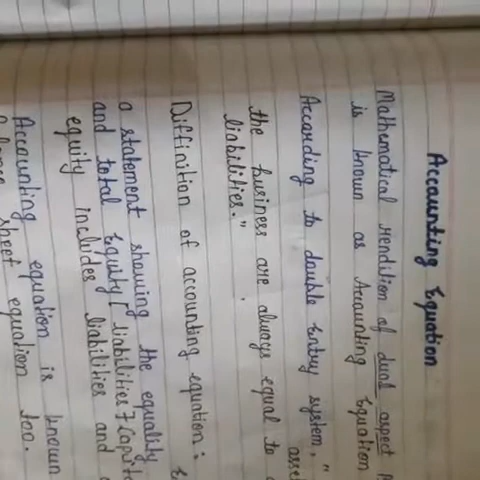 Accounting Equation
Mathematical rendition of dual aspect
is known as Accounting Equation
According to double Entry system, "
asse
the business are always equal to
liabilities."
Diffinition of accounting equation:
a statement showing the equality
and total Equity [liabilities + Capit
equity includes liabilities and
Accounting equation is known
sheet equation too.